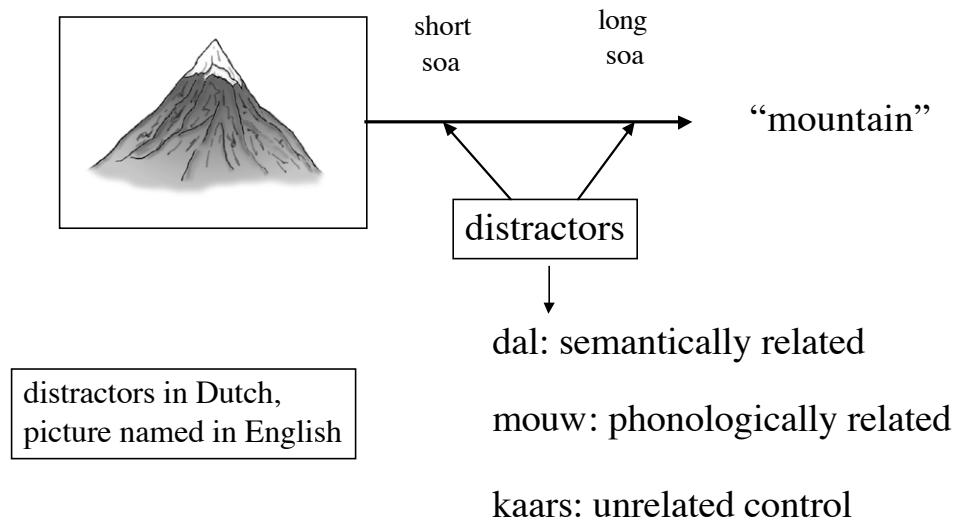 short
soa
long
soa
“mountain”
distractors
dal: semantically related
distractors in Dutch,
picture named in English
mouw: phonologically related
kaars: unrelated control